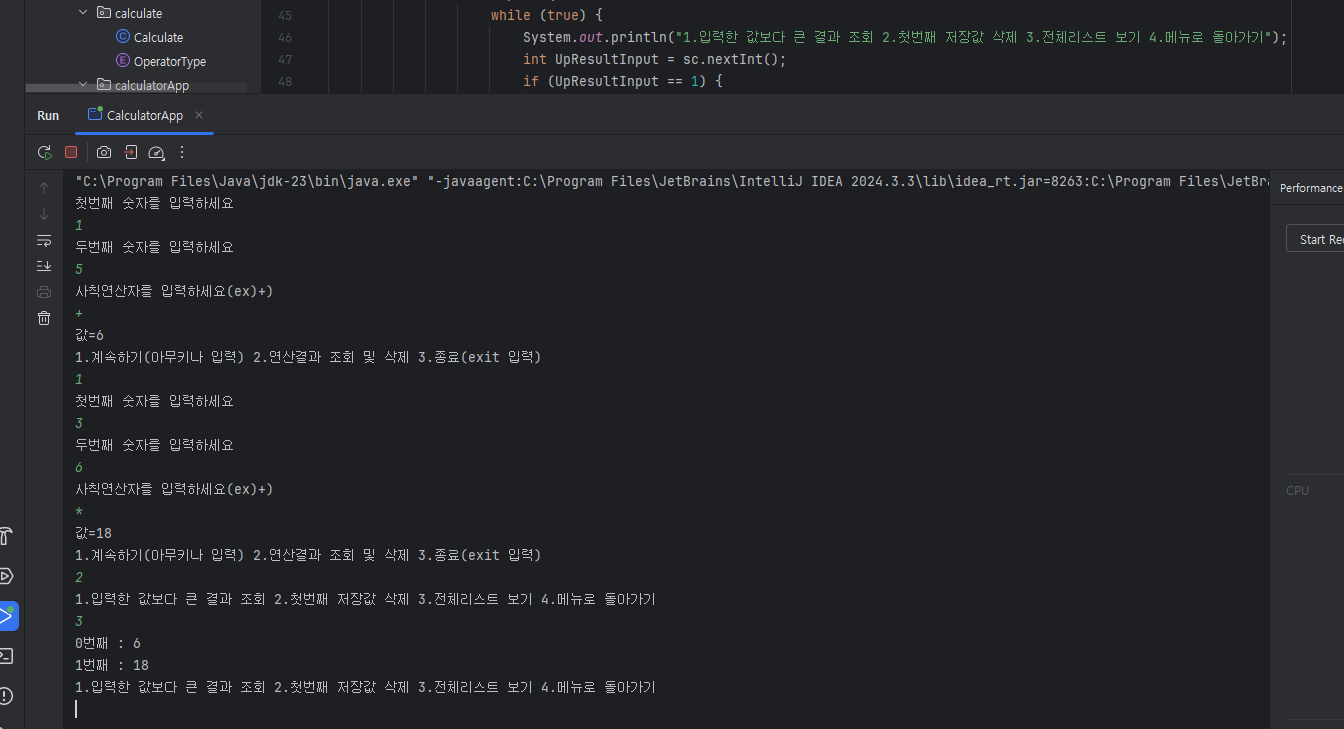 calculate
Calculate
OperatorType
calculatorApp
45 while (true) {
46 System.out.println("1.입력한 값보다 큰 결과 조회 2.첫번째 저장값 삭제 3.전체리스트 보기 4.메뉴로 돌아가기");
47 int UpResultInput = sc.nextInt();
48 if (UpResultInput == 1) {
Run CalculatorApp
"C:\Program Files\Java\jdk-23\bin\java.exe" "-javaagent:C:\Program Files\JetBrains\IntelliJ IDEA 2024.3.3\lib\idea_rt.jar=8263:C:\Program Files\JetBra
첫번째 숫자를 입력하세요
1
두번째 숫자를 입력하세요
5
사칙연산자를 입력하세요(ex)+)
+
값=6
1.계속하기(아무키나 입력) 2.연산결과 조회 및 삭제 3.종료(exit 입력)
1
첫번째 숫자를 입력하세요
3
두번째 숫자를 입력하세요
6
사칙연산자를 입력하세요(ex)+)
*
값=18
1.계속하기(아무키나 입력) 2.연산결과 조회 및 삭제 3.종료(exit 입력)
2
1.입력한 값보다 큰 결과 조회 2.첫번째 저장값 삭제 3.전체리스트 보기 4.메뉴로 돌아가기
3
0번째 : 6
1번째 : 18
1.입력한 값보다 큰 결과 조회 2.첫번째 저장값 삭제 3.전체리스트 보기 4.메뉴로 돌아가기
Performance
Start Rec
CPU